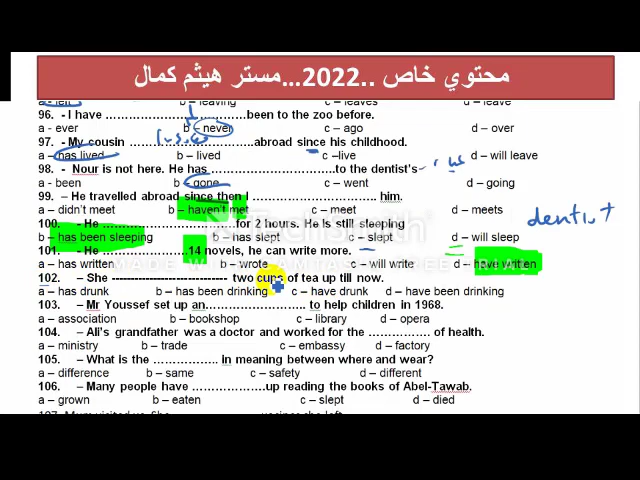 محتوي خاص ..2022...مستر هيثم كمال
a - left b – leaving c – leaves d – leave
96. - I have ………………………..been to the zoo before.
a - ever b - never c – ago d – over
97. - My cousin ………………………abroad since his childhood.
a – has lived b – lived c –live d – will leave
98. - Nour is not here. He has …………………………to the dentist's
a - been b – gone c – went d – going
99. – He travelled abroad since then I …………………………. him.
a – didn't meet b – haven't met c – meet d – meets
dentist
100. – He ……………………………for 2 hours. He is still sleeping
b – has been sleeping b – has slept c – slept d – will sleep
101. – He …………………….14 novels, he can write more.
a – has written b – wrote c – will write d – have written
102 – She -------------------------- two cups of tea up till now.
a – has drunk b – has been drinking c – have drunk d – have been drinking
103. – Mr Youssef set up an…………………….to help children in 1968.
a – association b – bookshop c – library d – opera
104. – Ali's grandfather was a doctor and worked for the ……………of health.
a – ministry b – trade c – embassy d – factory
105. – What is the ……………. in meaning between where and wear?
a – difference b – same c – safety d – different
106. – Many people have ………………up reading the books of Abel-Tawab.
a – grown b – eaten c – slept d – died